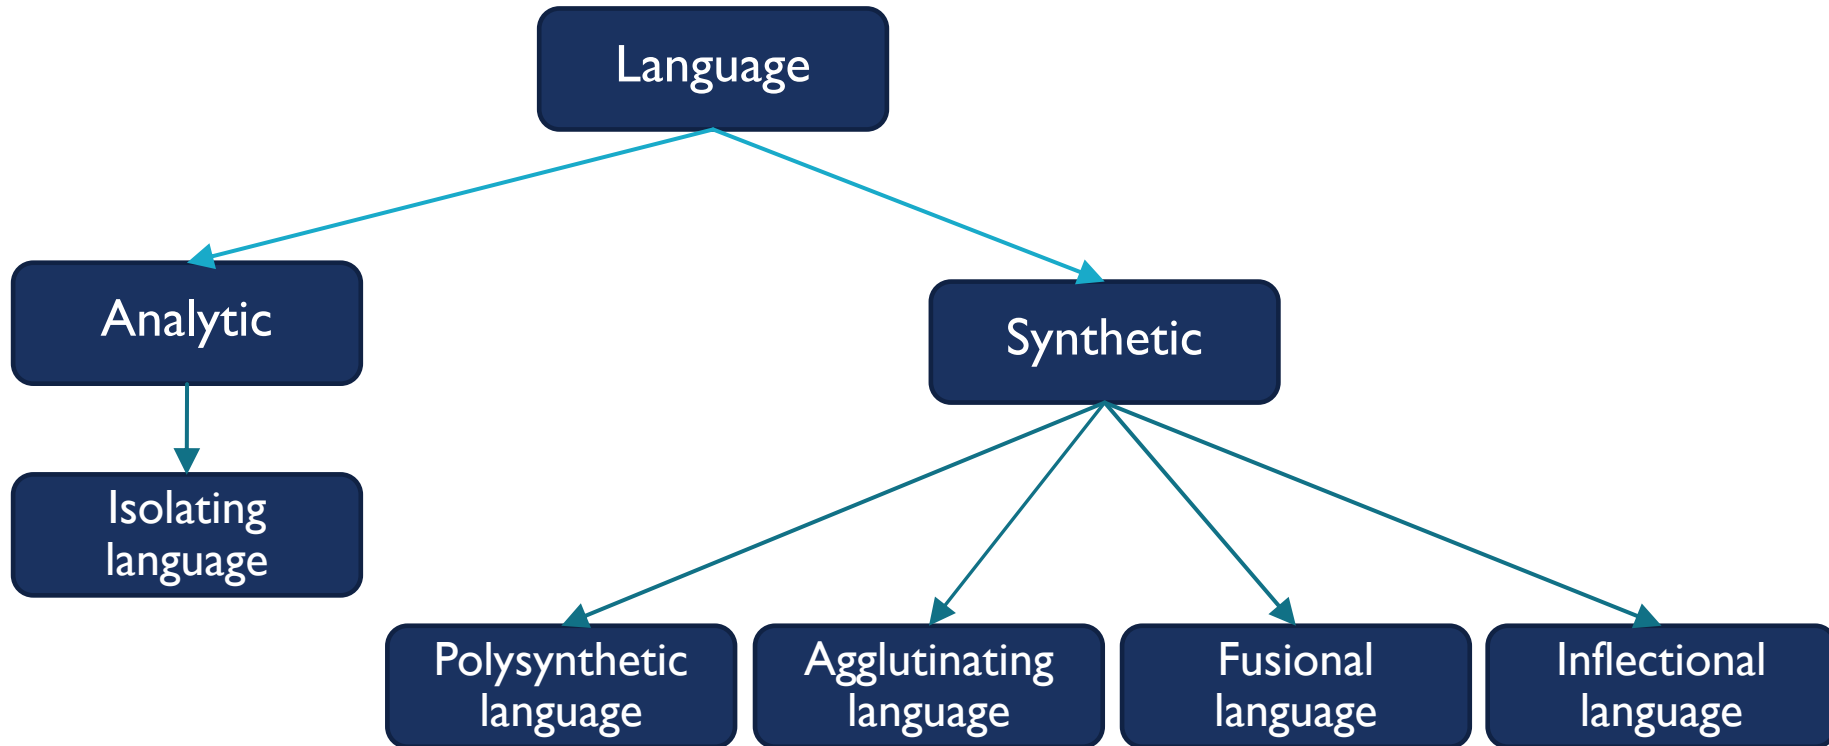 Language
Analytic
Synthetic
Isolating
language
Polysynthetic
language
Agglutinating
language
Fusional
language
Inflectional
language